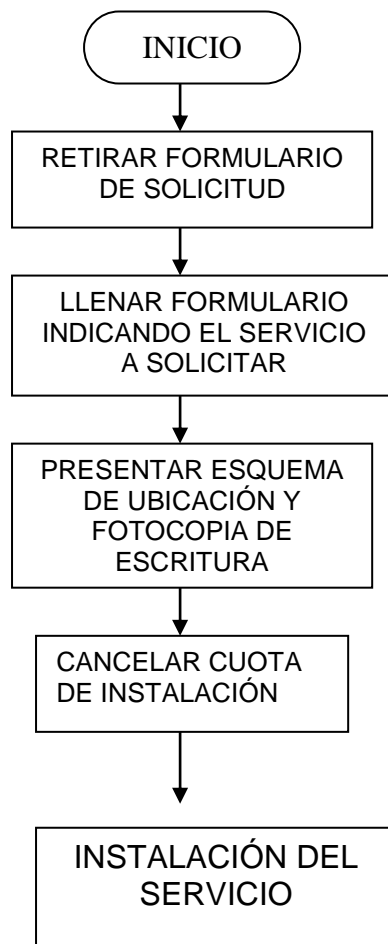 INICIO
RETIRAR FORMULARIO
DE SOLICITUD
LLENAR FORMULARIO
INDICANDO EL SERVICIO
A SOLICITAR
PRESENTAR ESQUEMA
DE UBICACIÓN Y
FOTOCOPIA DE
ESCRITURA
CANCELAR CUOTA
DE INSTALACIÓN
INSTALACIÓN DEL
SERVICIO